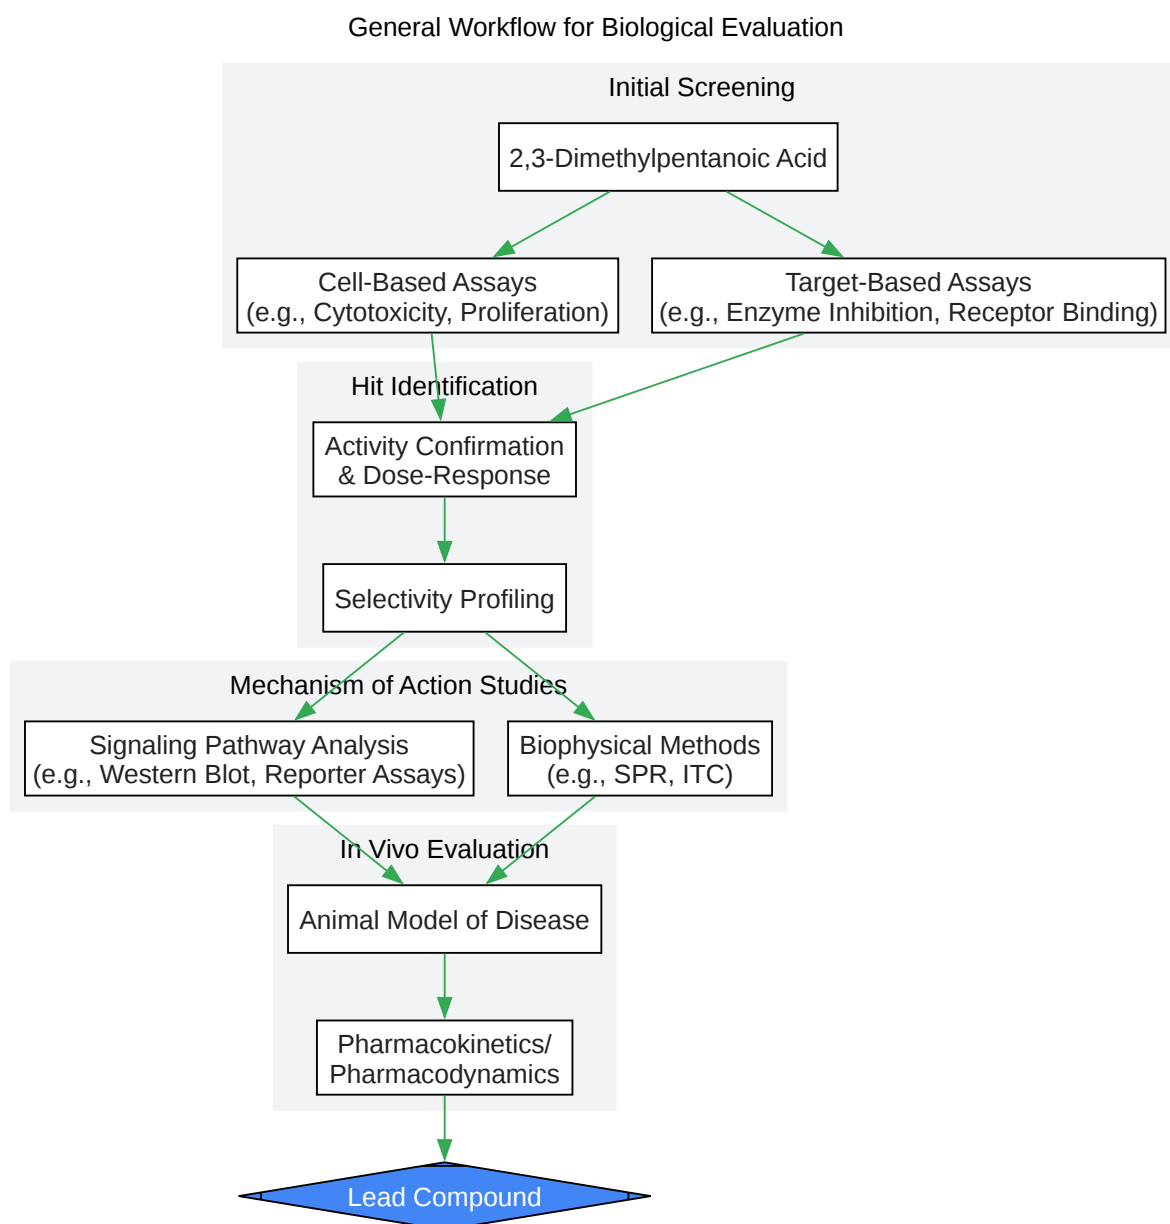 General Workflow for Biological Evaluation
Initial Screening
2,3-Dimethylpentanoic Acid
Cell-Based Assays
(e.g., Cytotoxicity, Proliferation)
Target-Based Assays
(e.g., Enzyme Inhibition, Receptor Binding)
Hit Identification
Activity Confirmation
& Dose-Response
Selectivity Profiling
Mechanism of Action Studies
Signaling Pathway Analysis
(e.g., Western Blot, Reporter Assays)
Biophysical Methods
(e.g., SPR, ITC)
In Vivo Evaluation
Animal Model of Disease
Pharmacokinetics/
Pharmacodynamics
Lead Compound